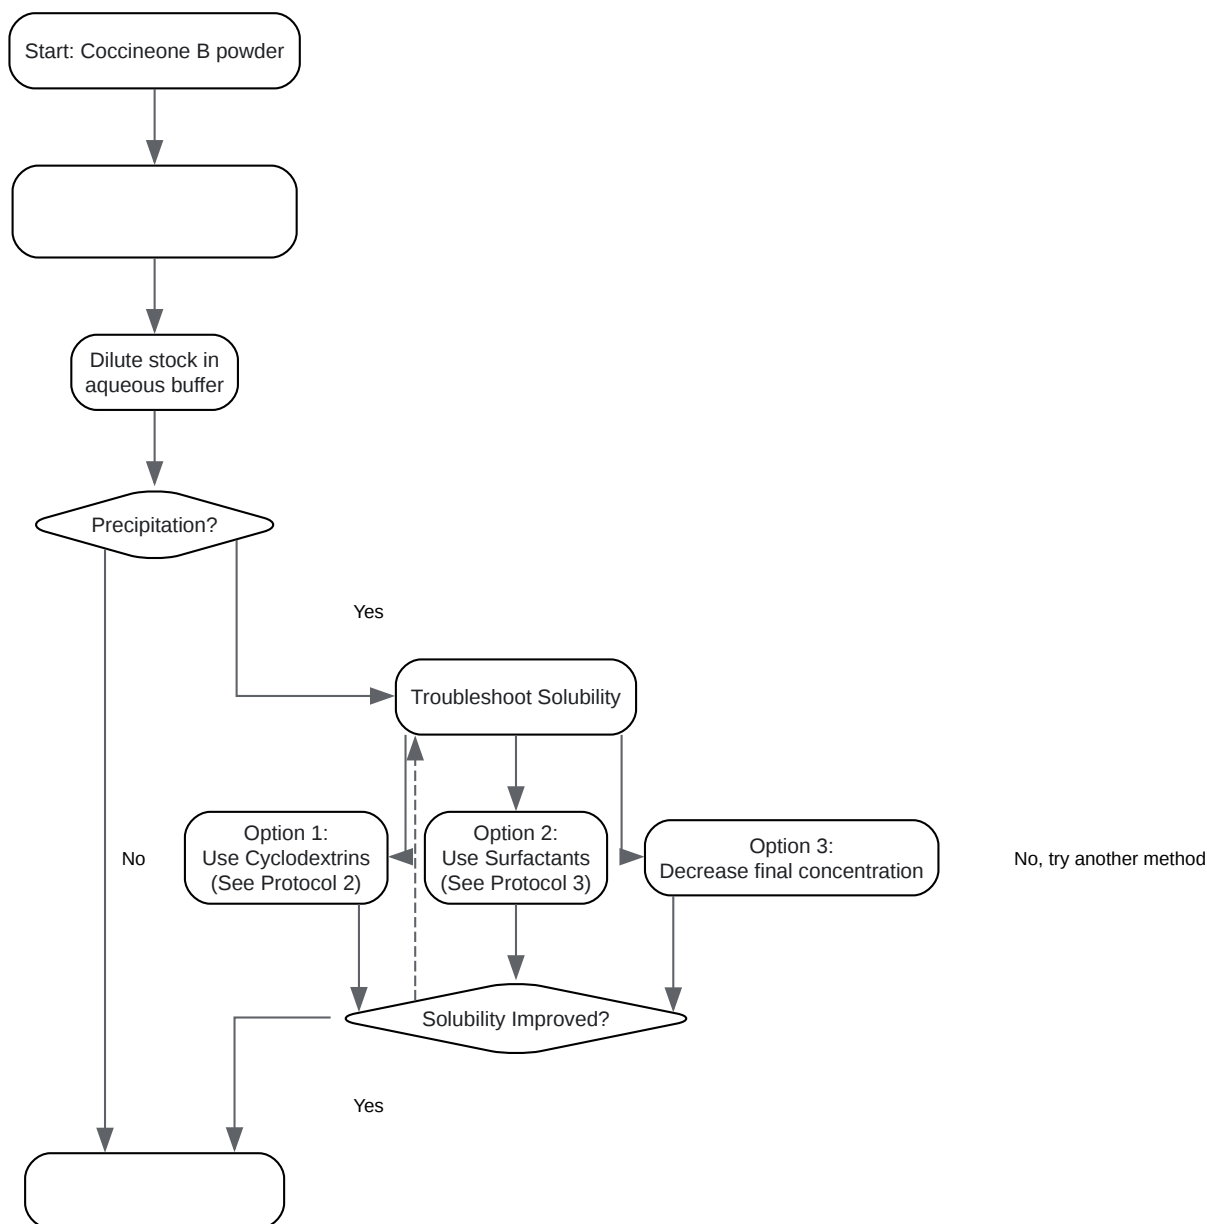 Start: Coccineone B powder
Dilute stock in
aqueous buffer
Precipitation?
Yes
Troubleshoot Solubility
No
Option 1:
Use Cyclodextrins
(See Protocol 2)
Option 2:
Use Surfactants
(See Protocol 3)
Option 3:
Decrease final concentration
No, try another method
Solubility Improved?
Yes